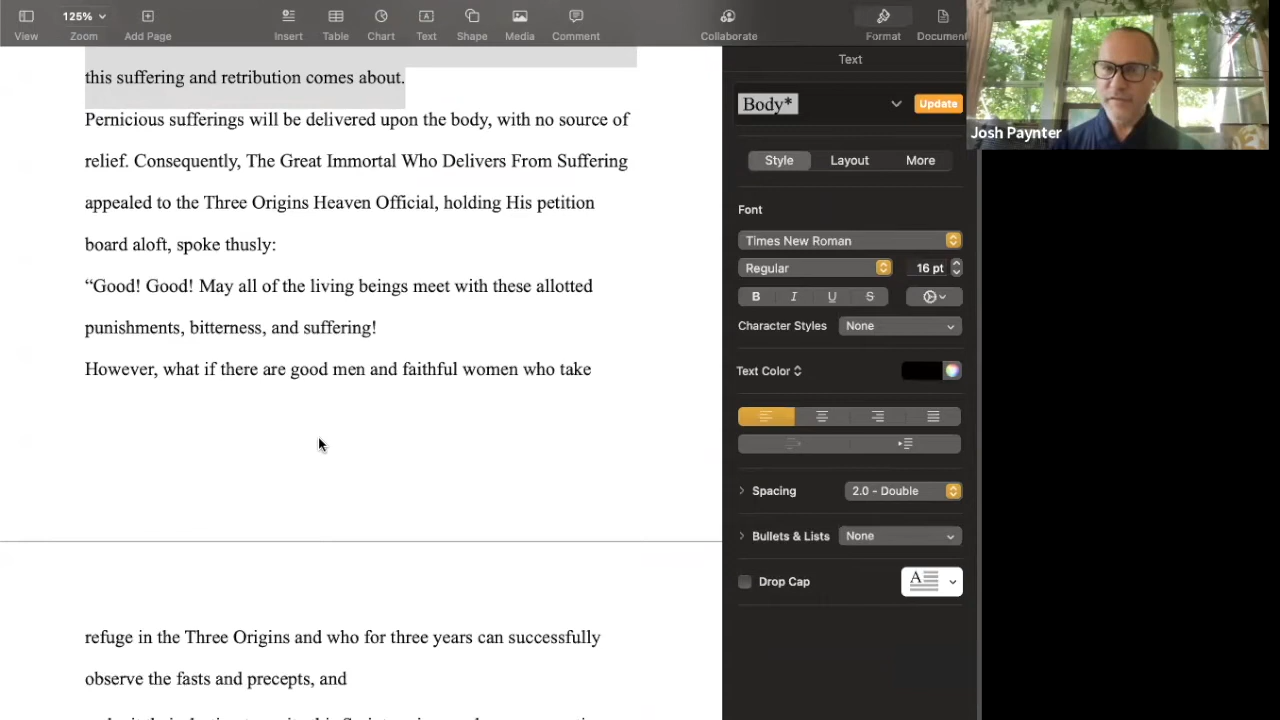 125%
View
Zoom
Add Page
Insert
Table
Chart
Text
Shape
Media
Comment
Collaborate
Format
Document
this suffering and retribution comes about.
Pernicious sufferings will be delivered upon the body, with no source of
relief. Consequently, The Great Immortal Who Delivers From Suffering
appealed to the Three Origins Heaven Official, holding His petition
board aloft, spoke thusly:
“Good! Good! May all of the living beings meet with these allotted
punishments, bitterness, and suffering!
However, what if there are good men and faithful women who take
refuge in the Three Origins and who for three years can successfully
observe the fasts and precepts, and
Text
Body*
Update
Style
Layout
More
Font
Times New Roman
Regular
16 pt
B I U S
Character Styles
None
Text Color
Spacing
2.0 - Double
Bullets & Lists
None
Drop Cap
A
Josh Paynter